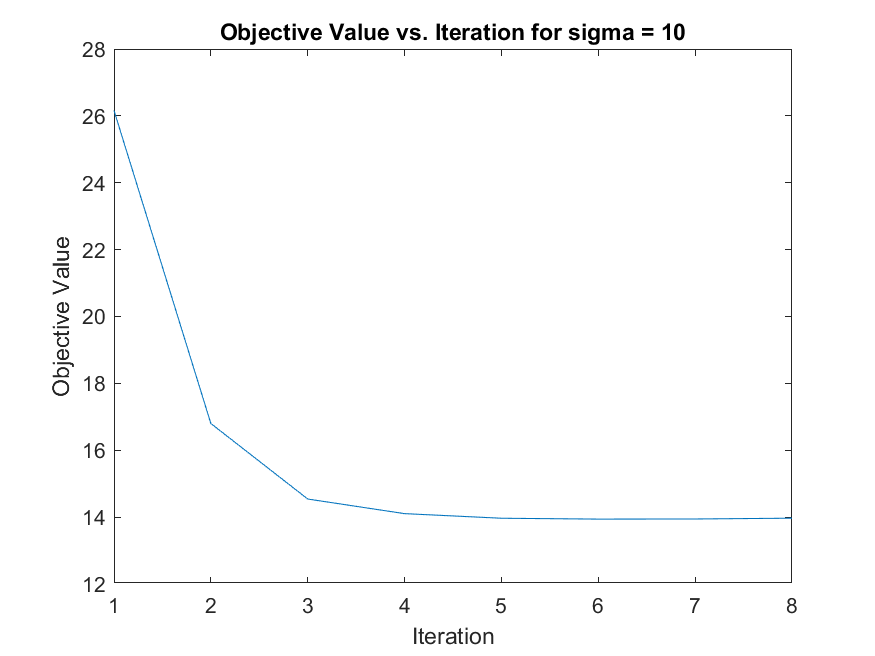 Objective Value vs. Iteration for sigma = 10
28
26
24
22
20
18
16
14
12
Objective Value
1 2 3 4 5 6 7 8
Iteration